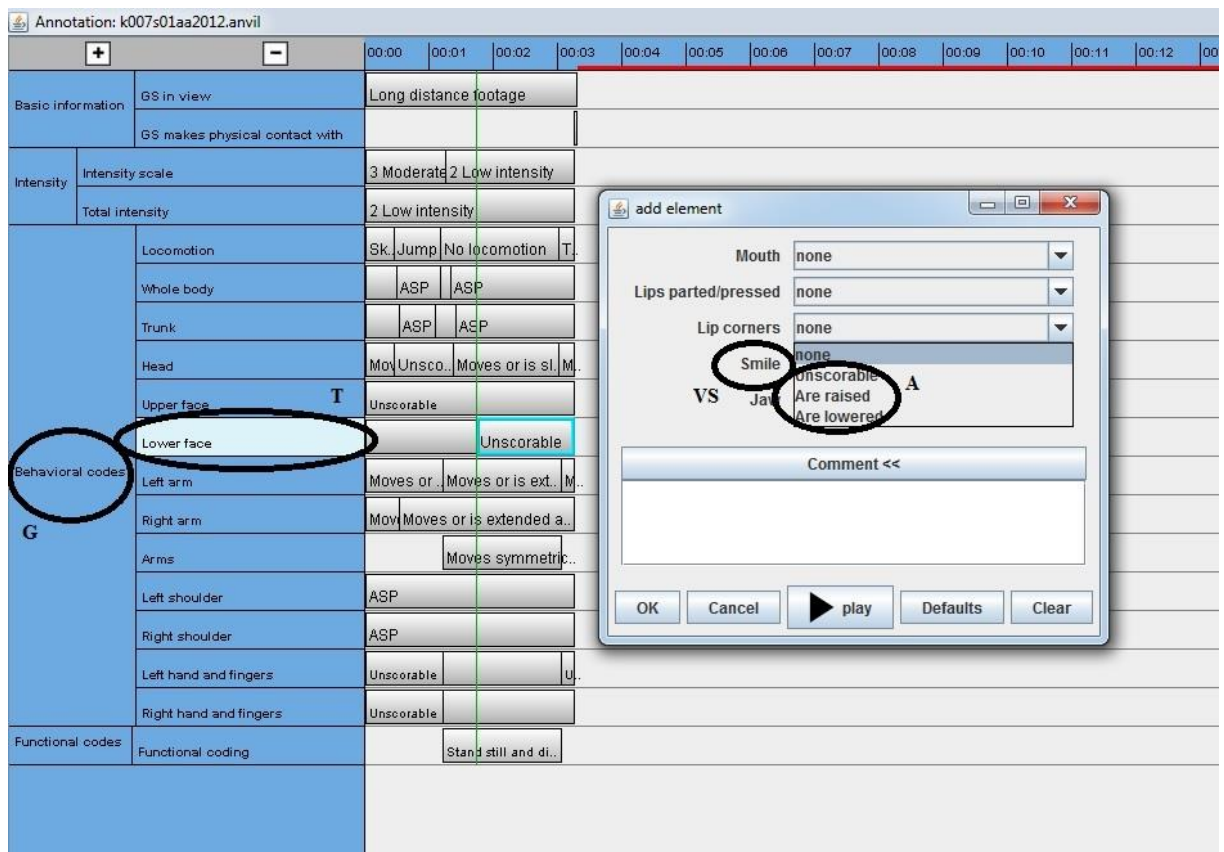 Annotation: k007s01aa2012.anvil
+ −
00:00 00:01 00:02 00:03 00:04 00:05 00:06 00:07 00:08 00:09 00:10 00:11 00:12 00
Basic information
GS in view
Long distance footage
GS makes physical contact with
Intensity
Intensity scale
3 Moderate 2 Low intensity
Total intensity
2 Low intensity
Behavioral codes
Locomotion
Sk.. Jump No locomotion T..
Whole body
ASP ASP
Trunk
ASP ASP
Head
Mov Unsco.. Moves or is sl.. M..
Upper face
T
Unscorable
Lower face
Unscorable
Left arm
Moves or .. Moves or is ext.. M..
G
Right arm
Mov Moves or is extended a..
Arms
Moves symmetric..
Left shoulder
ASP
Right shoulder
ASP
Left hand and fingers
Unscorable U..
Right hand and fingers
Unscorable
Functional codes
Functional coding
Stand still and di..
add element
Mouth none
Lips parted/pressed none
Lip corners none
none
Smile
Unscorable
A
VS
Jaw
Are raised
Are lowered
Comment <<
OK Cancel play Defaults Clear